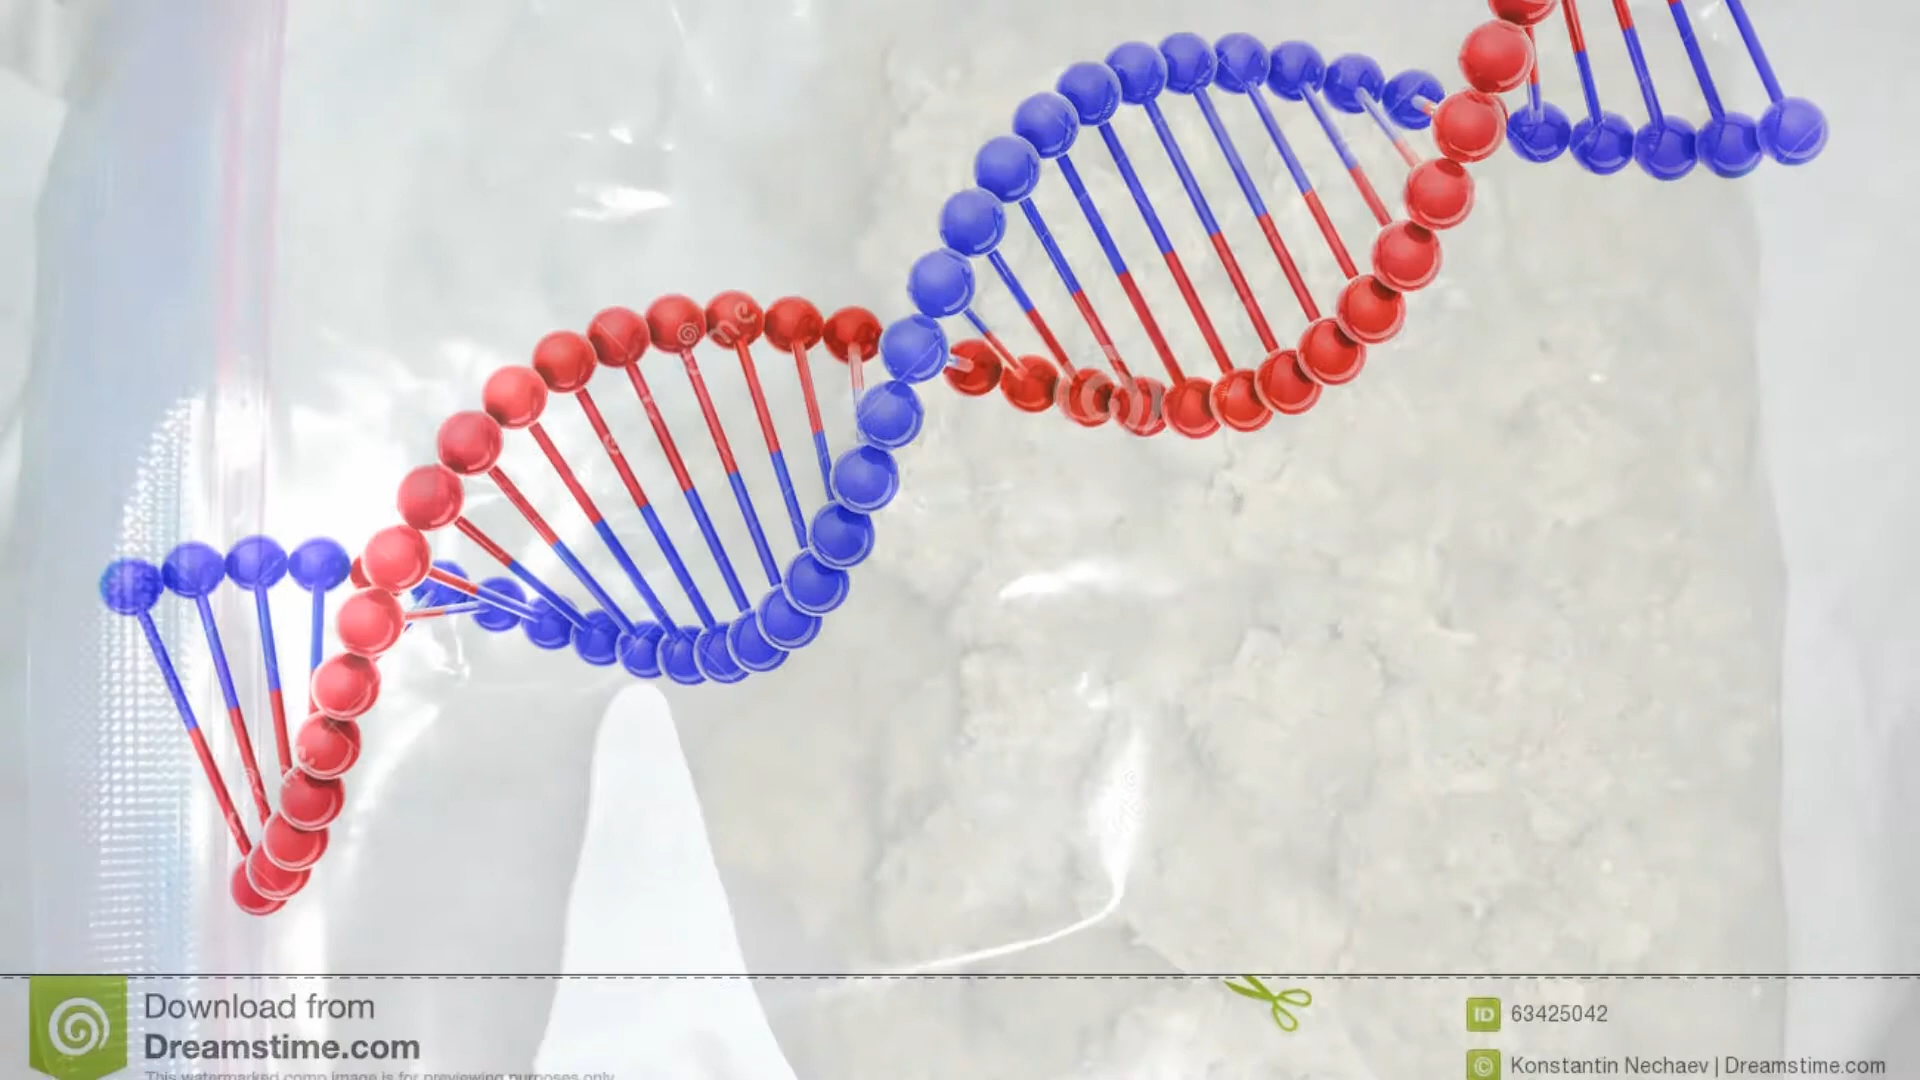 Download from
Dreamstime.com
This watermarked comp image is for previewing purposes only.
ID 63425042
© Konstantin Nechaev | Dreamstime.com